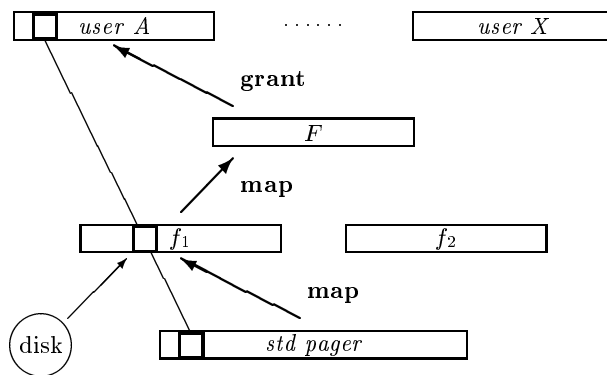 user A ...... user X
grant
F
map
f1 f2
map
disk std pager